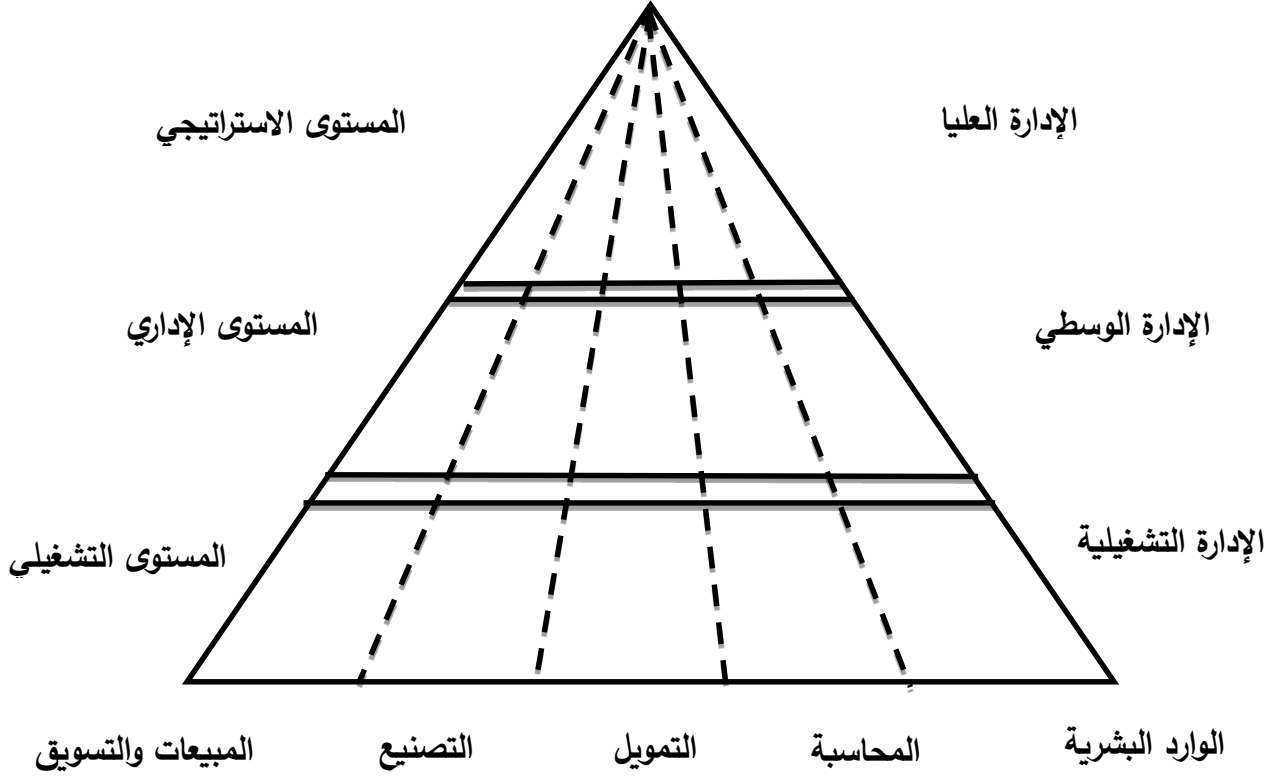 الإدارة العليا
المستوى الاستراتيجي
الإدارة الوسطي
المستوى الإداري
الإدارة التشغيلية
المستوى التشغيلي
الوارد البشرية
المحاسبة
التمويل
التصنيع
المبيعات والتسويق